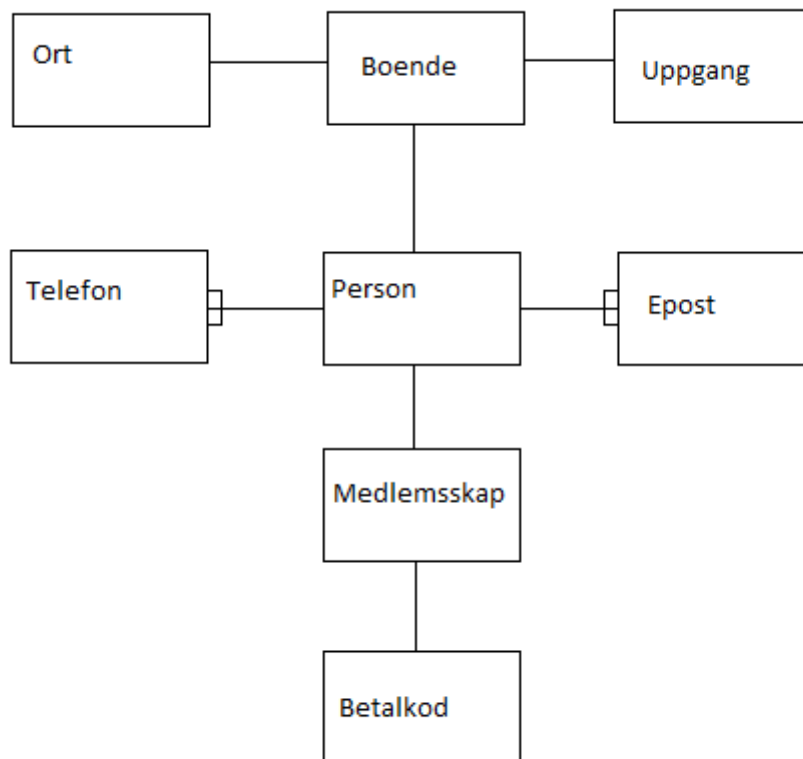 Ort
Boende
Uppgang
Telefon
Person
Epost
Medlemsskap
Betalkod